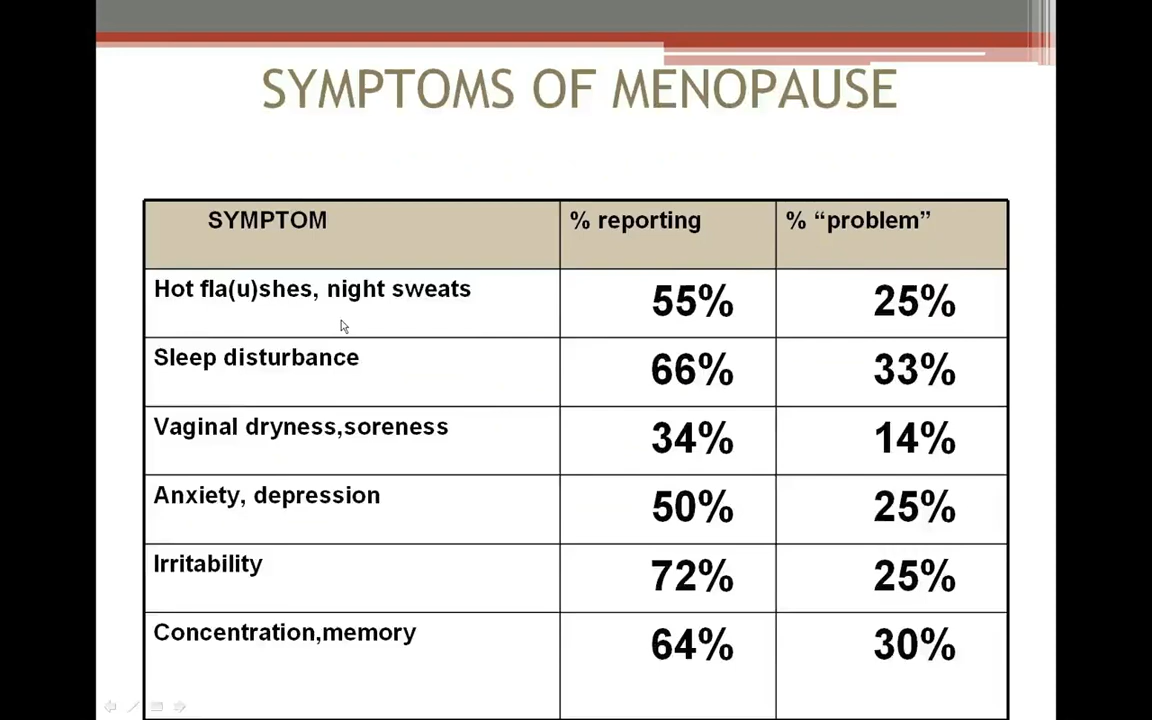 SYMPTOMS OF MENOPAUSE
SYMPTOM % reporting % “problem”
Hot fla(u)shes, night sweats 55% 25%
Sleep disturbance 66% 33%
Vaginal dryness,soreness 34% 14%
Anxiety, depression 50% 25%
Irritability 72% 25%
Concentration,memory 64% 30%